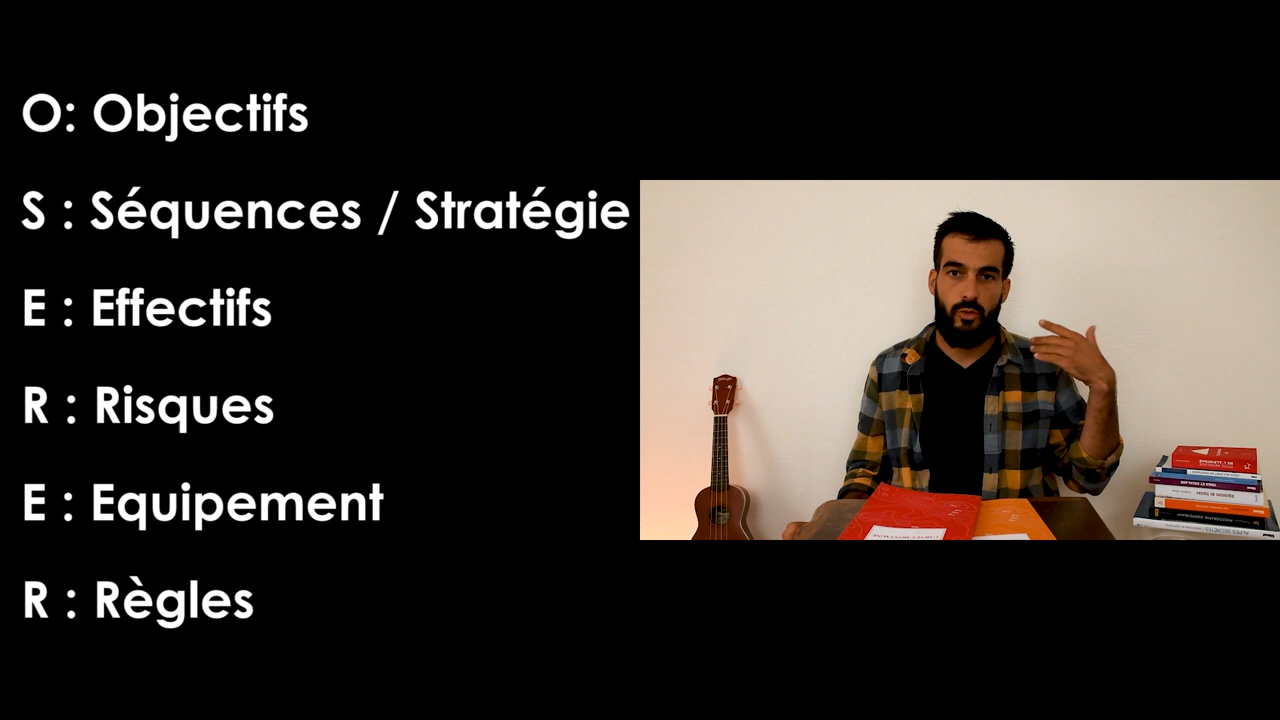 O: Objectifs
S : Séquences / Stratégie
E : Effectifs
R : Risques
E : Equipement
R : Règles